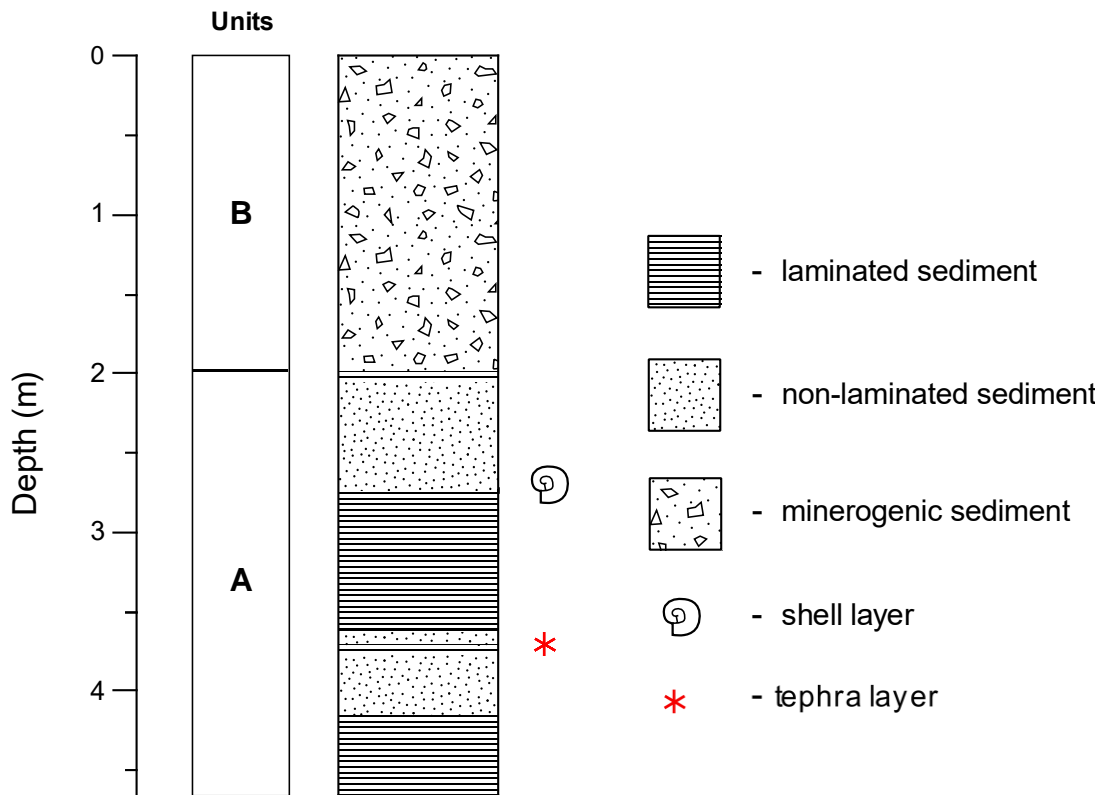 Units
0
1
2
3
4
Depth (m)
B
A
- laminated sediment
- non-laminated sediment
- minerogenic sediment
- shell layer
- tephra layer